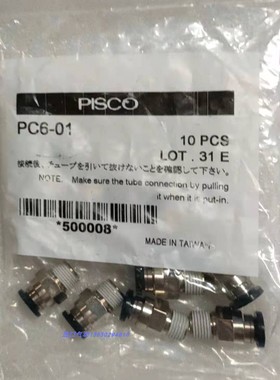 PISCO
PC6-01
10 PCS
LOT . 31 E
接続後、チューブを引いて抜けないことを確認して下さい。
NOTE. Make sure the tube connection by pulling
it when it is put-in.
*500008*
MADE IN TAIWAN